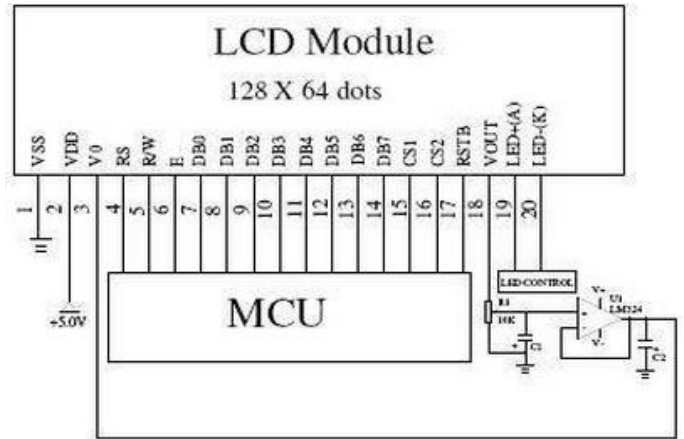 LCD Module
128 X 64 dots
VSS
VDD
V0
RS
R/W
E
DB0
DB1
DB2
DB3
DB4
DB5
DB6
DB7
CS1
CS2
RSTB
VOUT
LED+(A)
LED-(K)
1
2
3
4
5
6
7
8
9
10
11
12
13
14
15
16
17
18
19
20
LED-CONTROL
MCU
+5.0V
10K
+
C1
V+
U1
LM324
+
-
V-
+
C2